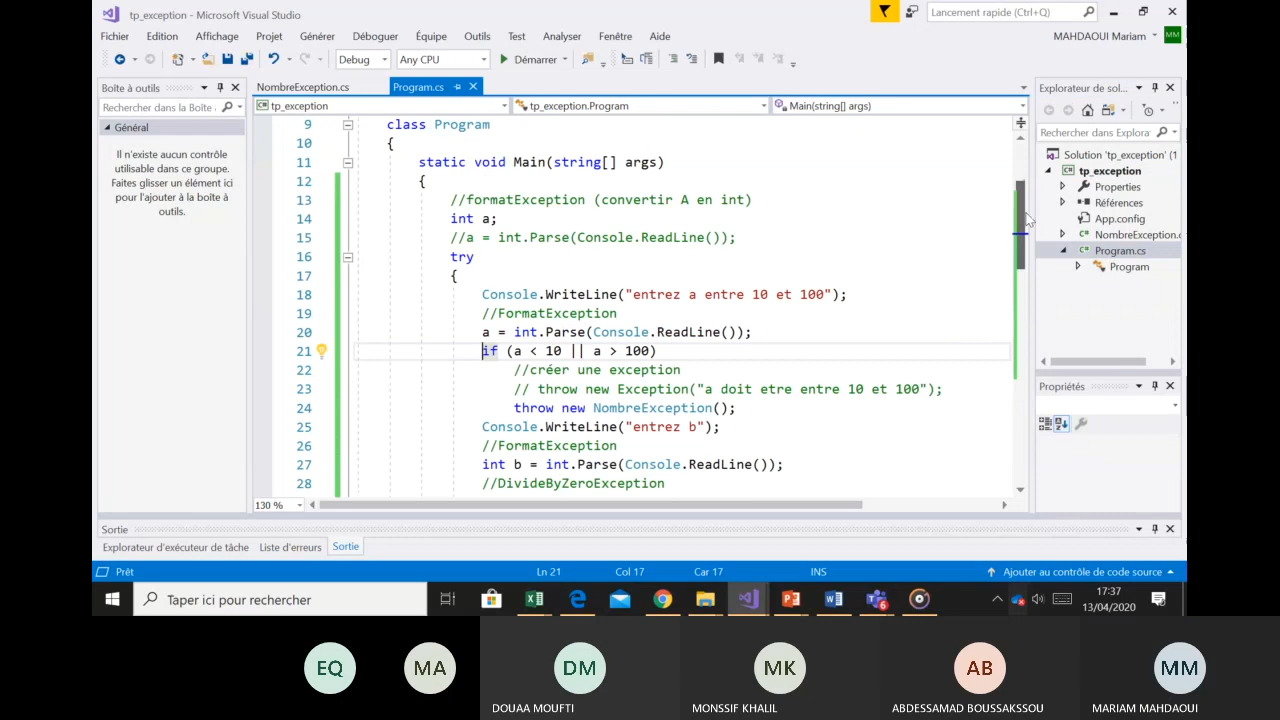 tp_exception - Microsoft Visual Studio
Lancement rapide (Ctrl+Q)
Fichier Edition Affichage Projet Générer Déboguer Équipe Outils Test Analyser Fenêtre Aide
MAHDAOUI Mariam MM
Debug Any CPU Démarrer
Boîte à outils
NombreException.cs Program.cs
Explorateur de sol...
Rechercher dans la Boîte
tp_exception tp_exception.Program Main(string[] args)
Général
Il n'existe aucun contrôle
utilisable dans ce groupe.
Faites glisser un élément ici
pour l'ajouter à la boîte à
outils.
9 class Program
10 {
11 static void Main(string[] args)
12 {
13 //formatException (convertir A en int)
14 int a;
15 //a = int.Parse(Console.ReadLine());
16 try
17 {
18 Console.WriteLine("entrez a entre 10 et 100");
19 //FormatException
20 a = int.Parse(Console.ReadLine());
21 if (a < 10 || a > 100)
22 //créer une exception
23 // throw new Exception("a doit etre entre 10 et 100");
24 throw new NombreException();
25 Console.WriteLine("entrez b");
26 //FormatException
27 int b = int.Parse(Console.ReadLine());
28 //DivideByZeroException
130 %
Rechercher dans Explora
Solution 'tp_exception' (1
tp_exception
Properties
Références
App.config
NombreException.c
Program.cs
Program
Propriétés
Sortie
Explorateur d'exécuteur de tâche Liste d'erreurs Sortie
Prêt Ln 21 Col 17 Car 17 INS Ajouter au contrôle de code source
Taper ici pour rechercher
17:37
13/04/2020
EQ MA DM MK AB MM
DOUAA MOUFTI MONSSIF KHALIL ABDESSAMAD BOUSSAKSSOU MARIAM MAHDAOUI